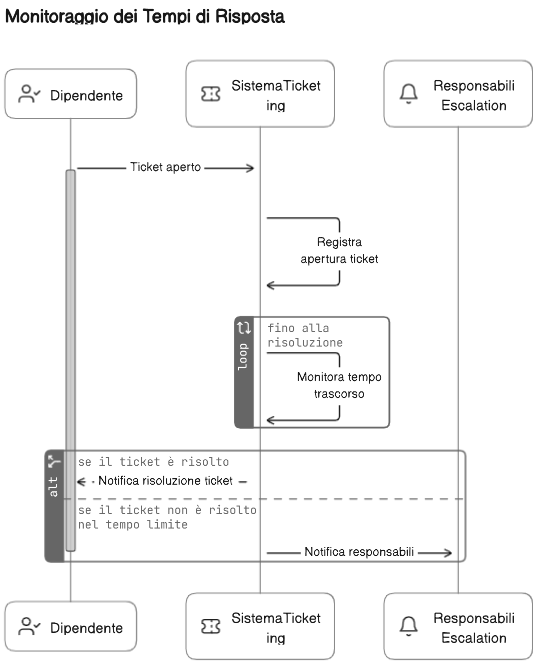 Monitoraggio dei Tempi di Risposta
Dipendente
SistemaTicket
ing
Responsabili
Escalation
Ticket aperto
Registra
apertura ticket
loop
fino alla
risoluzione
Monitora tempo
trascorso
alt
se il ticket è risolto
Notifica risoluzione ticket
se il ticket non è risolto
nel tempo limite
Notifica responsabili
Dipendente
SistemaTicket
ing
Responsabili
Escalation